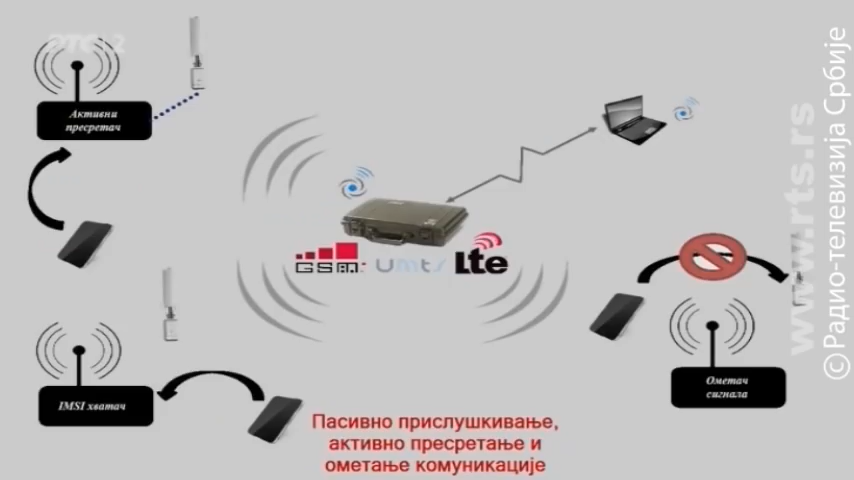 РТС 2
Активни
пресретач
GSM
UMTS
Lte
IMSI хватач
Ометач
сигнала
Пасивно прислушкивање,
активно пресретање и
ометање комуникације
www.rts.rs
© Радио-телевизија Србије